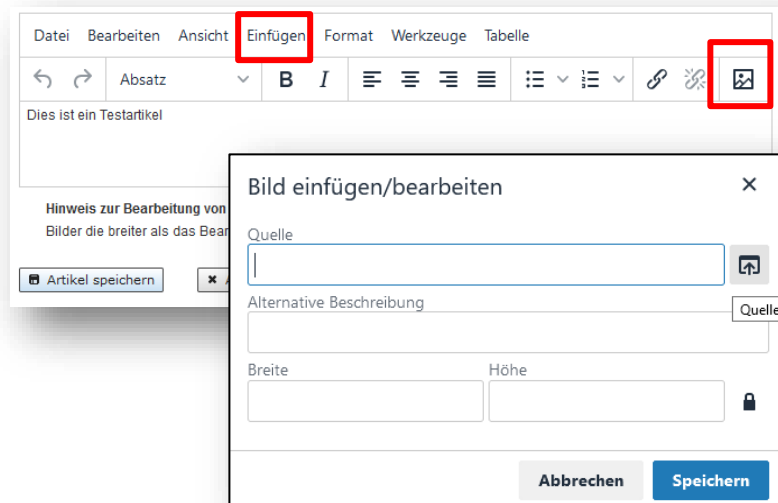 Datei Bearbeiten Ansicht Einfügen Format Werkzeuge Tabelle
Absatz B I
Dies ist ein Testartikel
Bild einfügen/bearbeiten
Hinweis zur Bearbeitung von
Bilder die breiter als das Bear
Quelle
Artikel speichern
Alternative Beschreibung
Quelle
Breite Höhe
Abbrechen Speichern